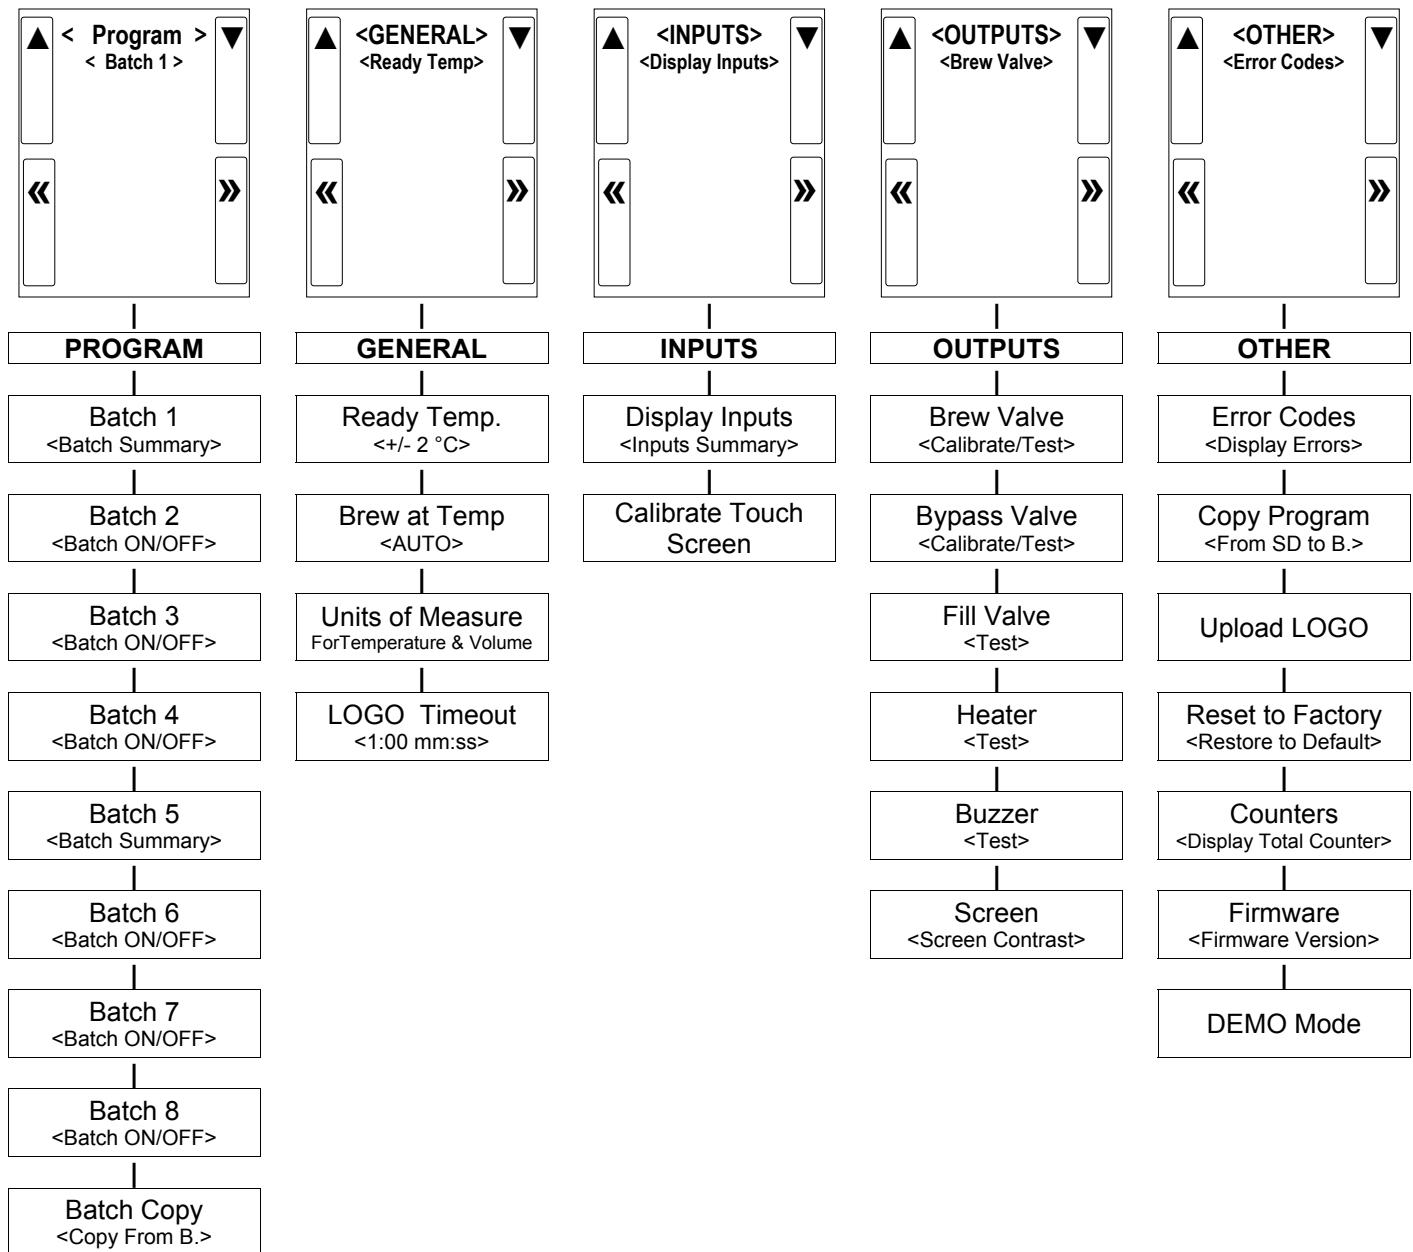 ▲ < Program > ▼
< Batch 1 >
« »
▲ <GENERAL> ▼
<Ready Temp>
« »
▲ <INPUTS> ▼
<Display Inputs>
« »
▲ <OUTPUTS> ▼
<Brew Valve>
« »
▲ <OTHER> ▼
<Error Codes>
« »
PROGRAM
Batch 1
<Batch Summary>
Batch 2
<Batch ON/OFF>
Batch 3
<Batch ON/OFF>
Batch 4
<Batch ON/OFF>
Batch 5
<Batch Summary>
Batch 6
<Batch ON/OFF>
Batch 7
<Batch ON/OFF>
Batch 8
<Batch ON/OFF>
Batch Copy
<Copy From B.>
GENERAL
Ready Temp.
<+/- 2 °C>
Brew at Temp
<AUTO>
Units of Measure
ForTemperature & Volume
LOGO Timeout
<1:00 mm:ss>
INPUTS
Display Inputs
<Inputs Summary>
Calibrate Touch
Screen
OUTPUTS
Brew Valve
<Calibrate/Test>
Bypass Valve
<Calibrate/Test>
Fill Valve
<Test>
Heater
<Test>
Buzzer
<Test>
Screen
<Screen Contrast>
OTHER
Error Codes
<Display Errors>
Copy Program
<From SD to B.>
Upload LOGO
Reset to Factory
<Restore to Default>
Counters
<Display Total Counter>
Firmware
<Firmware Version>
DEMO Mode